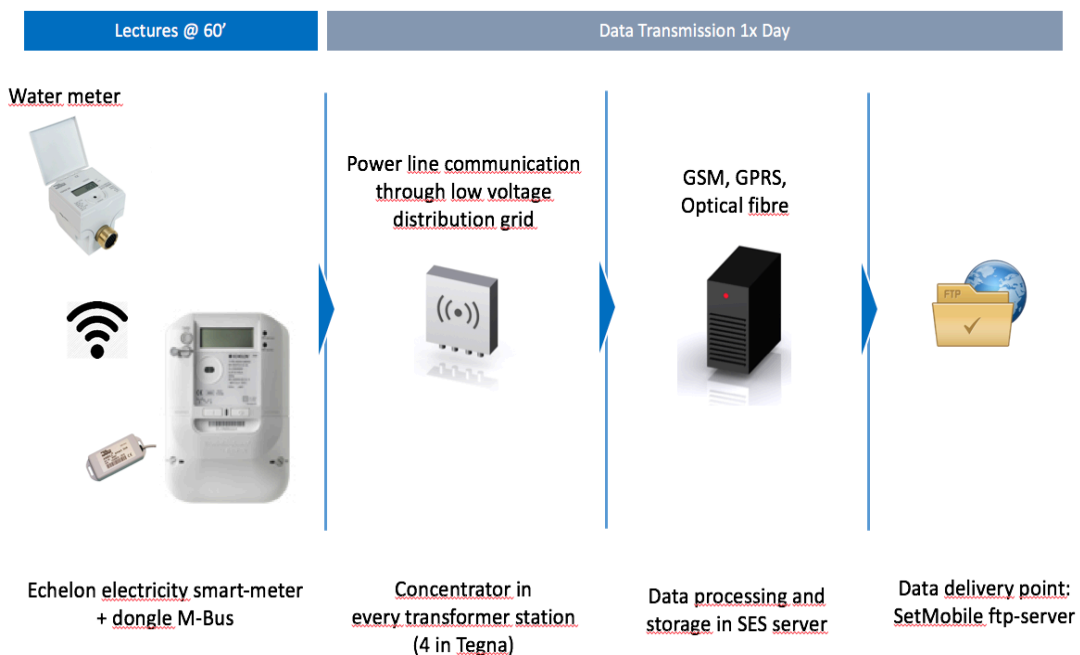 Lectures @ 60’
Data Transmission 1x Day
Water meter
Power line communication
through low voltage
distribution grid
GSM, GPRS,
Optical fibre
FTP
Echelon electricity smart-meter
+ dongle M-Bus
Concentrator in
every transformer station
(4 in Tegna)
Data processing and
storage in SES server
Data delivery point:
SetMobile ftp-server